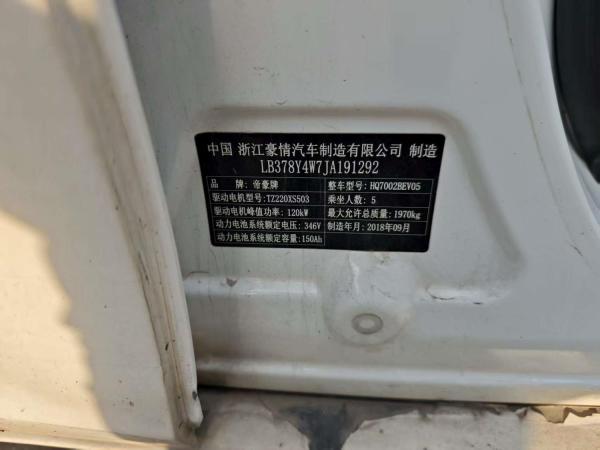 中国 浙江豪情汽车制造有限公司 制造
LB378Y4W7JA191292
品 牌: 帝豪牌 整车型号: HQ7002BEV05
驱动电机型号: TZ220XS503 乘坐人数: 5
驱动电机峰值功率: 120kW 最大允许总质量: 1970kg
动力电池系统额定电压: 346V 制造年月: 2018年09月
动力电池系统额定容量: 150Ah